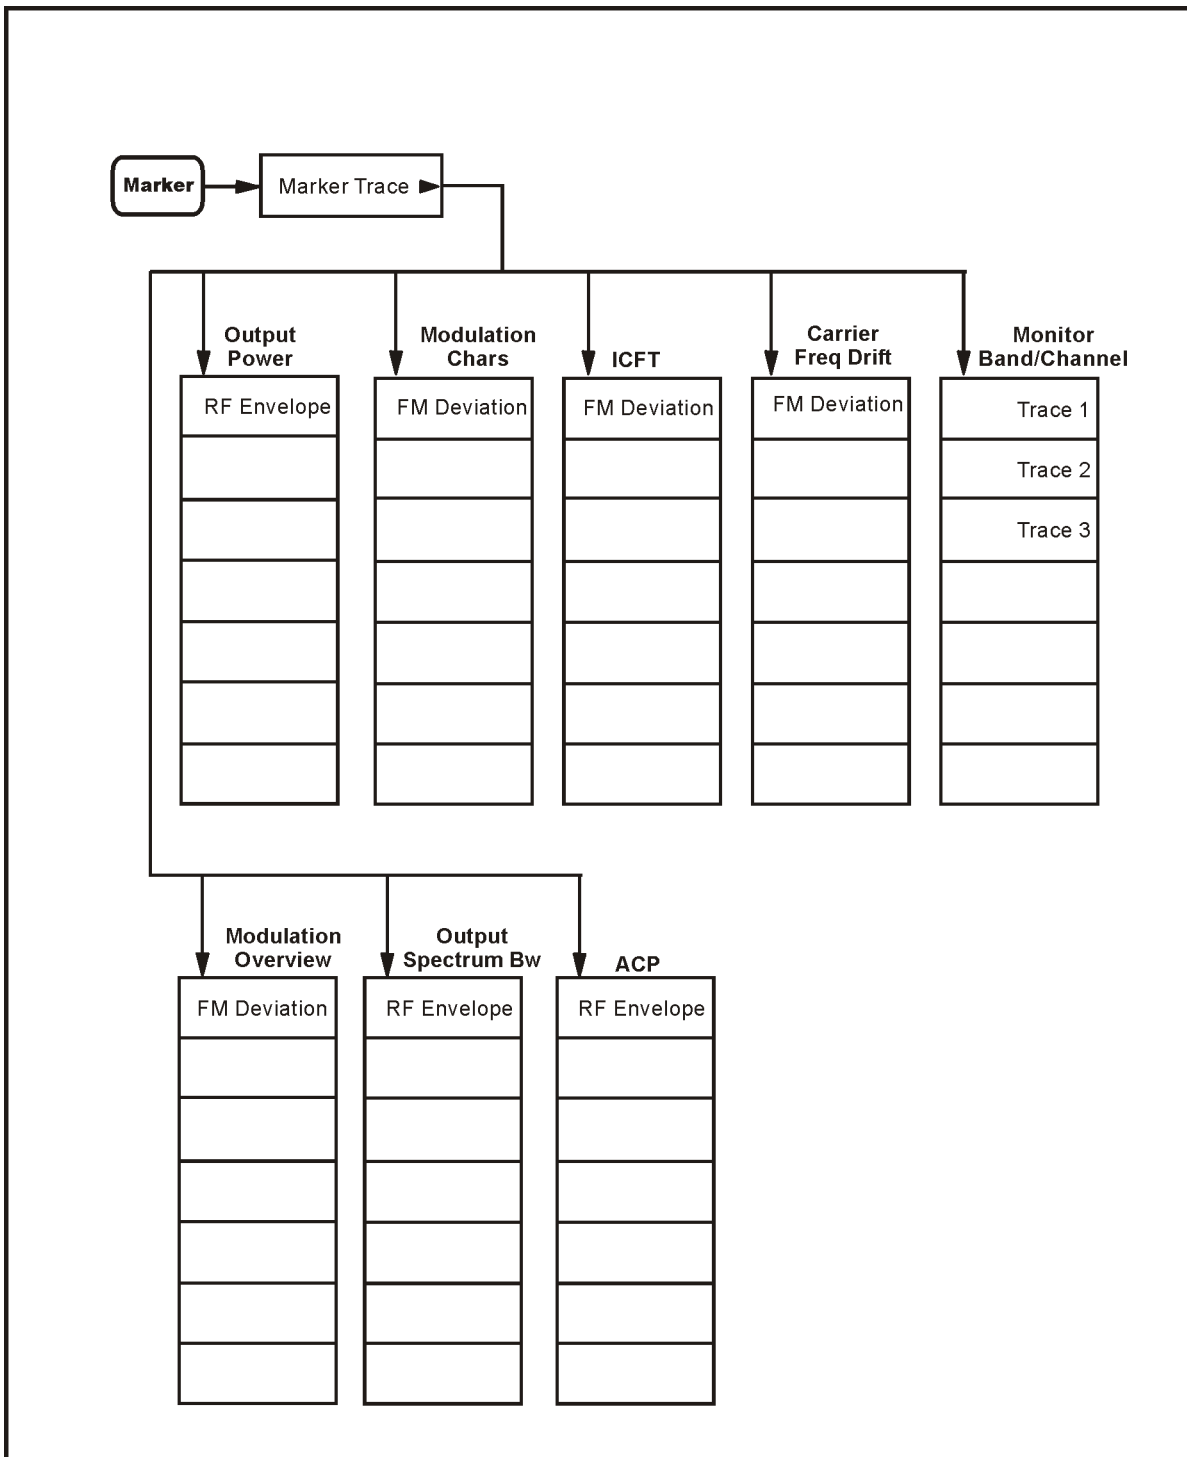 Marker
Marker Trace
Output
Power
Modulation
Chars
ICFT
Carrier
Freq Drift
Monitor
Band/Channel
RF Envelope
FM Deviation
FM Deviation
FM Deviation
Trace 1
Trace 2
Trace 3
Modulation
Overview
Output
Spectrum Bw
ACP
FM Deviation
RF Envelope
RF Envelope